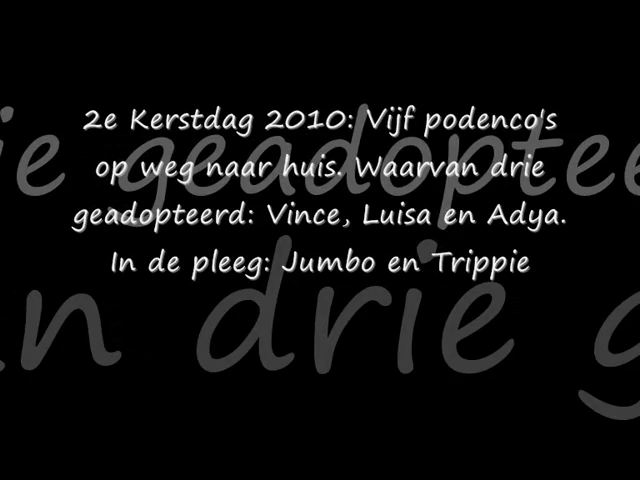 2e Kerstdag 2010: Vijf podenco's
op weg naar huis. Waarvan drie
geadopteerd: Vince, Luisa en Adya.
In de pleeg: Jumbo en Trippie